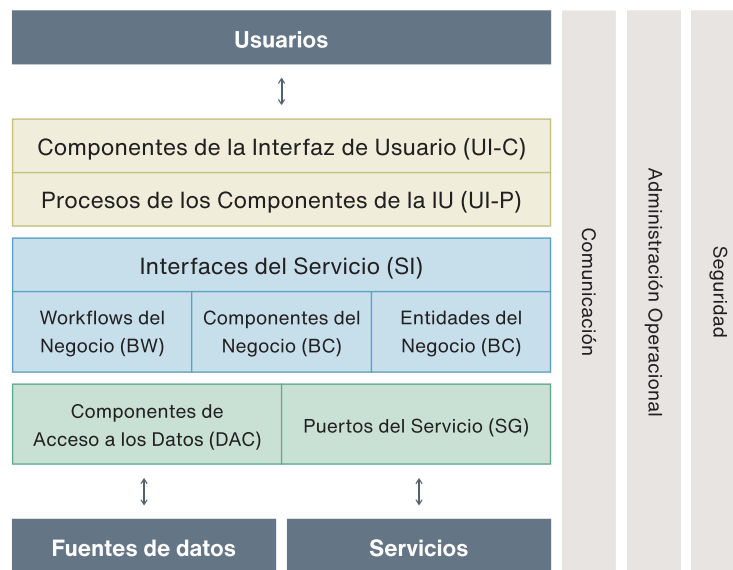 Usuarios
Componentes de la Interfaz de Usuario (UI-C)
Procesos de los Componentes de la IU (UI-P)
Interfaces del Servicio (SI)
Workflows del
Negocio (BW)
Componentes del
Negocio (BC)
Entidades del
Negocio (BC)
Componentes de
Acceso a los Datos (DAC)
Puertos del Servicio (SG)
Fuentes de datos
Servicios
Comunicación
Administración Operacional
Seguridad